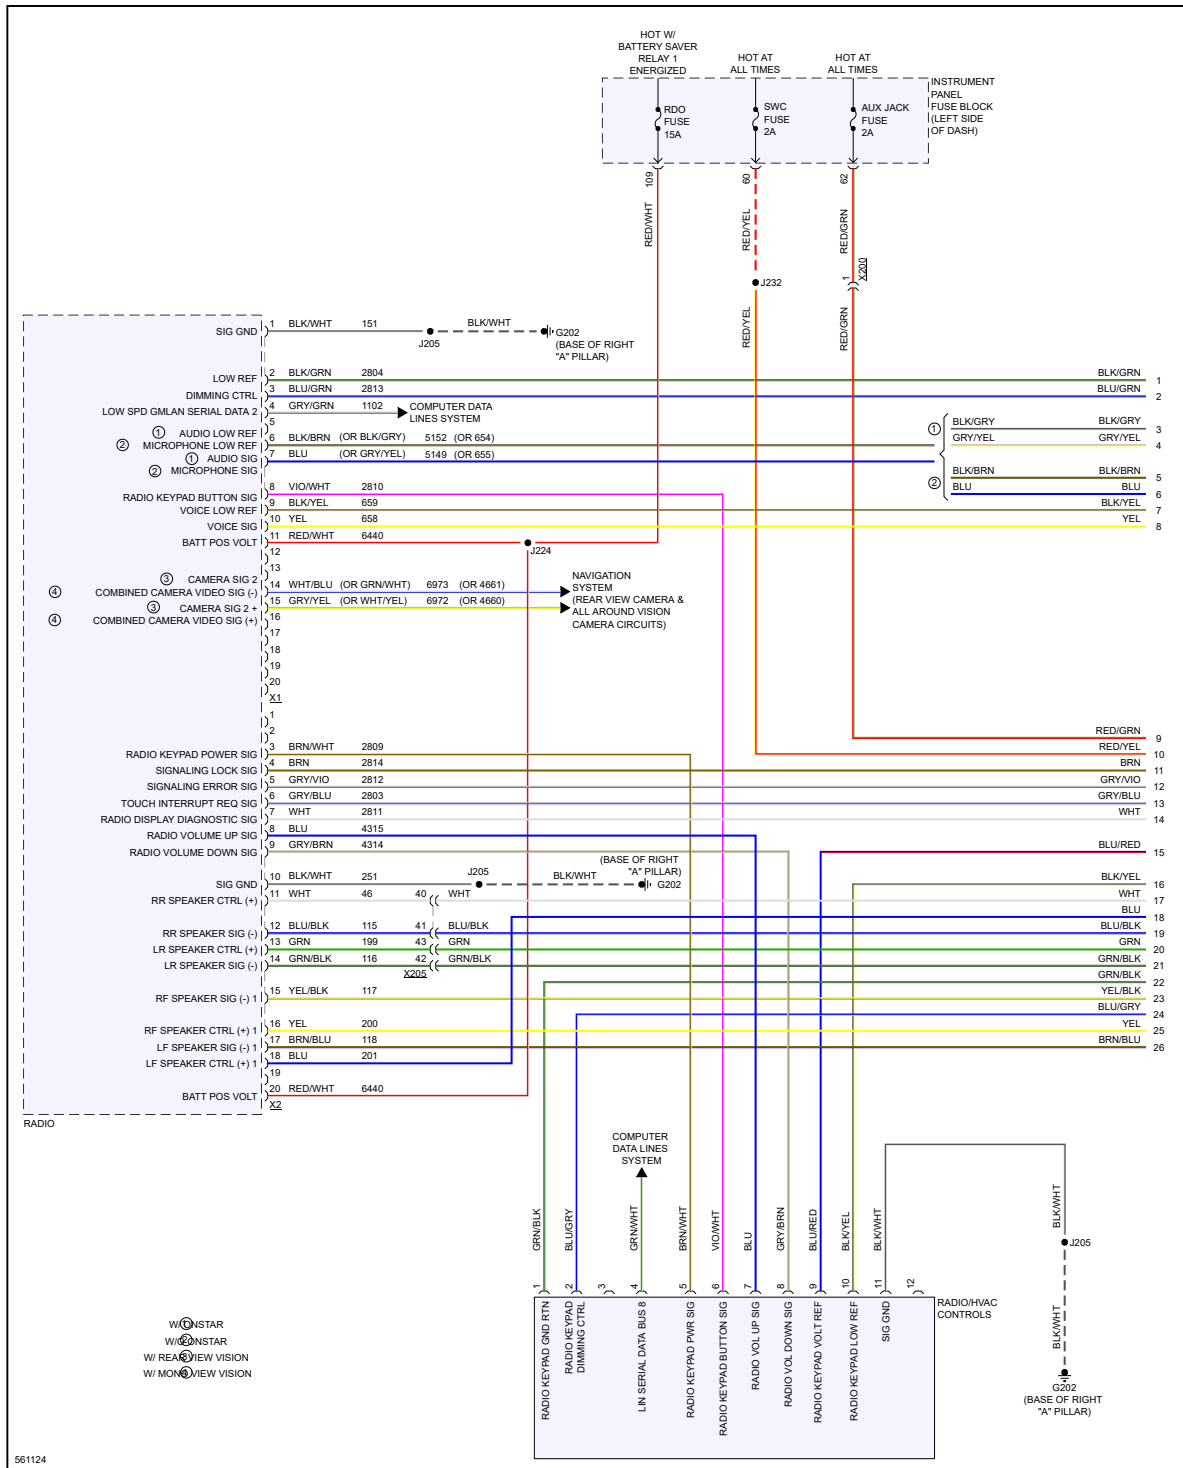 HOT W/
BATTERY SAVER
RELAY 1
ENERGIZED
HOT AT
ALL TIMES
HOT AT
ALL TIMES
RDO
FUSE
15A
SWC
FUSE
2A
AUX JACK
FUSE
2A
INSTRUMENT
PANEL
FUSE BLOCK
(LEFT SIDE
OF DASH)
109
60
62
RED/WHT
RED/YEL
RED/GRN
1
X200
J232
RED/YEL
RED/GRN
SIG GND 1 BLK/WHT 151
J205
BLK/WHT
G202
(BASE OF RIGHT
"A" PILLAR)
LOW REF 2 BLK/GRN 2804 BLK/GRN 1
DIMMING CTRL 3 BLU/GRN 2813 BLU/GRN 2
LOW SPD GMLAN SERIAL DATA 2 4 GRY/GRN 1102
COMPUTER DATA
LINES SYSTEM
5
1 AUDIO LOW REF
2 MICROPHONE LOW REF 6 BLK/BRN (OR BLK/GRY) 5152 (OR 654)
1 AUDIO SIG 7 BLU (OR GRY/YEL) 5149 (OR 655)
2 MICROPHONE SIG
1 BLK/GRY BLK/GRY 3
GRY/YEL GRY/YEL 4
2 BLK/BRN BLK/BRN 5
BLU BLU 6
RADIO KEYPAD BUTTON SIG 8 VIO/WHT 2810
VOICE LOW REF 9 BLK/YEL 659 BLK/YEL 7
VOICE SIG 10 YEL 658 YEL 8
BATT POS VOLT 11 RED/WHT 6440
J224
12
13
3 CAMERA SIG 2
4 COMBINED CAMERA VIDEO SIG (-) 14 WHT/BLU (OR GRN/WHT) 6973 (OR 4661)
3 CAMERA SIG 2 + 15 GRY/YEL (OR WHT/YEL) 6972 (OR 4660)
4 COMBINED CAMERA VIDEO SIG (+) 16
NAVIGATION
SYSTEM
(REAR VIEW CAMERA &
ALL AROUND VISION
CAMERA CIRCUITS)
17
18
19
20
X1
1
2
RED/GRN 9
RADIO KEYPAD POWER SIG 3 BRN/WHT 2809 RED/YEL 10
SIGNALING LOCK SIG 4 BRN 2814 BRN 11
SIGNALING ERROR SIG 5 GRY/VIO 2812 GRY/VIO 12
TOUCH INTERRUPT REQ SIG 6 GRY/BLU 2803 GRY/BLU 13
RADIO DISPLAY DIAGNOSTIC SIG 7 WHT 2811 WHT 14
RADIO VOLUME UP SIG 8 BLU 4315
RADIO VOLUME DOWN SIG 9 GRY/BRN 4314 BLU/RED 15
(BASE OF RIGHT
"A" PILLAR)
SIG GND 10 BLK/WHT 251 J205 BLK/WHT G202 BLK/YEL 16
RR SPEAKER CTRL (+) 11 WHT 46 40 WHT WHT 17
BLU 18
RR SPEAKER SIG (-) 12 BLU/BLK 115 41 BLU/BLK BLU/BLK 19
LR SPEAKER CTRL (+) 13 GRN 199 43 GRN GRN 20
LR SPEAKER SIG (-) 14 GRN/BLK 116 42 GRN/BLK GRN/BLK 21
X205
GRN/BLK 22
RF SPEAKER SIG (-) 1 15 YEL/BLK 117 YEL/BLK 23
BLU/GRY 24
RF SPEAKER CTRL (+) 1 16 YEL 200 YEL 25
LF SPEAKER SIG (-) 1 17 BRN/BLU 118 BRN/BLU 26
LF SPEAKER CTRL (+) 1 18 BLU 201
19
BATT POS VOLT 20 RED/WHT 6440
X2
RADIO
COMPUTER
DATA LINES
SYSTEM
GRN/BLK
BLU/GRY
GRN/WHT
BRN/WHT
VIO/WHT
BLU
GRY/BRN
BLU/RED
BLK/YEL
BLK/WHT
BLK/WHT
J205
BLK/WHT
G202
(BASE OF RIGHT
"A" PILLAR)
1 2 3 4 5 6 7 8 9 10 11 12
RADIO KEYPAD GND RTN
RADIO KEYPAD
DIMMING CTRL
LIN SERIAL DATA BUS 8
RADIO KEYPAD PWR SIG
RADIO KEYPAD BUTTON SIG
RADIO VOL UP SIG
RADIO VOL DOWN SIG
RADIO KEYPAD VOLT REF
RADIO KEYPAD LOW REF
SIG GND
RADIO/HVAC
CONTROLS
1 W/ ONSTAR
2 W/O ONSTAR
3 W/ REAR VIEW VISION
4 W/ MONO VIEW VISION
561124